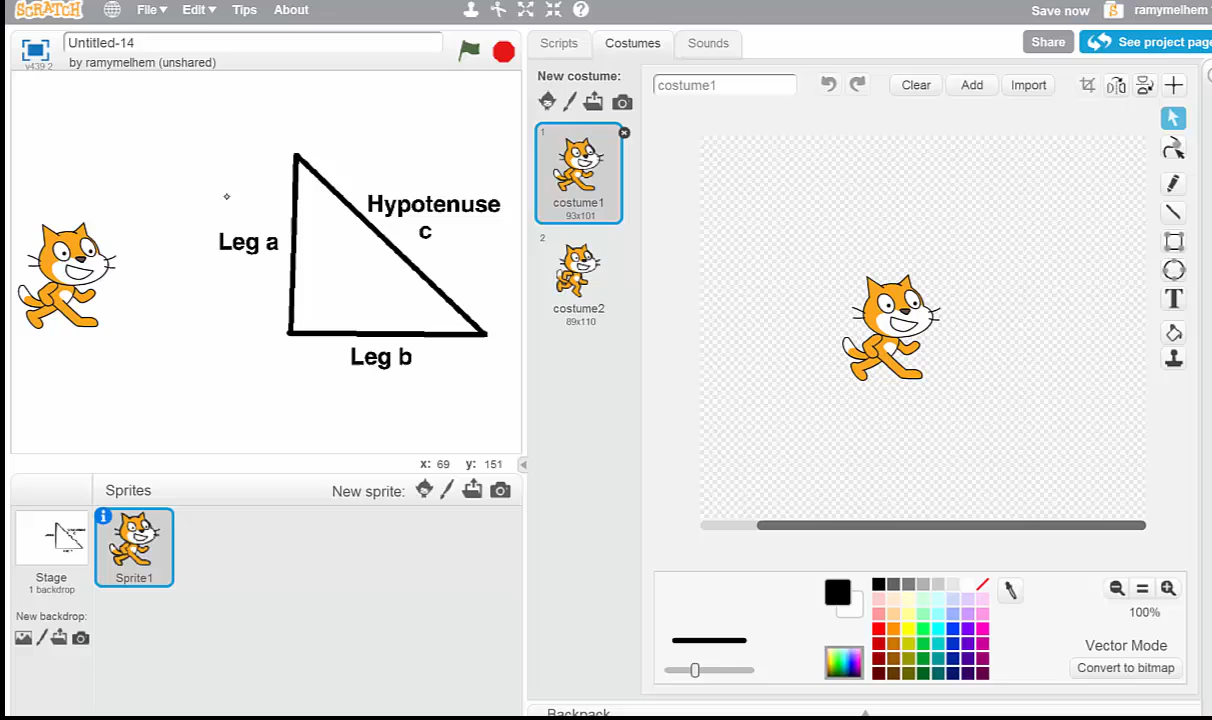 SCRATCH File Edit Tips About Save now ramymelhem
Untitled-14
v439.2 by ramymelhem (unshared)
Scripts Costumes Sounds Share See project page
New costume: costume1 Clear Add Import
1
costume1
93x101
2
costume2
89x110
Hypotenuse
c
Leg a
Leg b
x: 69 y: 151
Sprites New sprite:
Stage
1 backdrop
Sprite1
New backdrop:
T
100%
Vector Mode
Convert to bitmap
Backpack